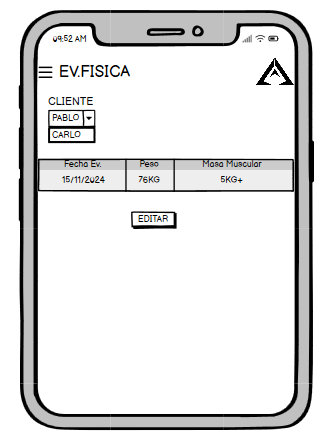 09:52 AM
EV.FISICA
CLIENTE
PABLO
CARLO
Fecha Ev. Peso Masa Muscular
15/11/2024 76KG 5KG+
EDITAR